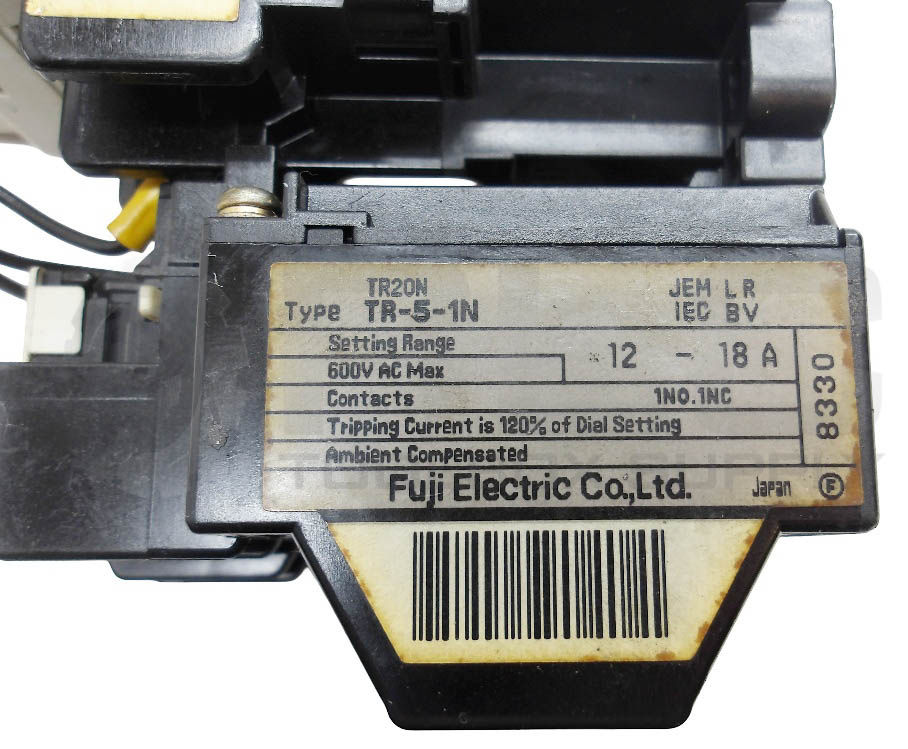 TR20N JEM LR
Type TR-5-1N IEC BV
Setting Range 12 - 18 A
600V AC Max
Contacts 1NO.1NC
Tripping Current is 120% of Dial Setting
Ambient Compensated
8330
Fuji Electric Co.,Ltd. Japan F